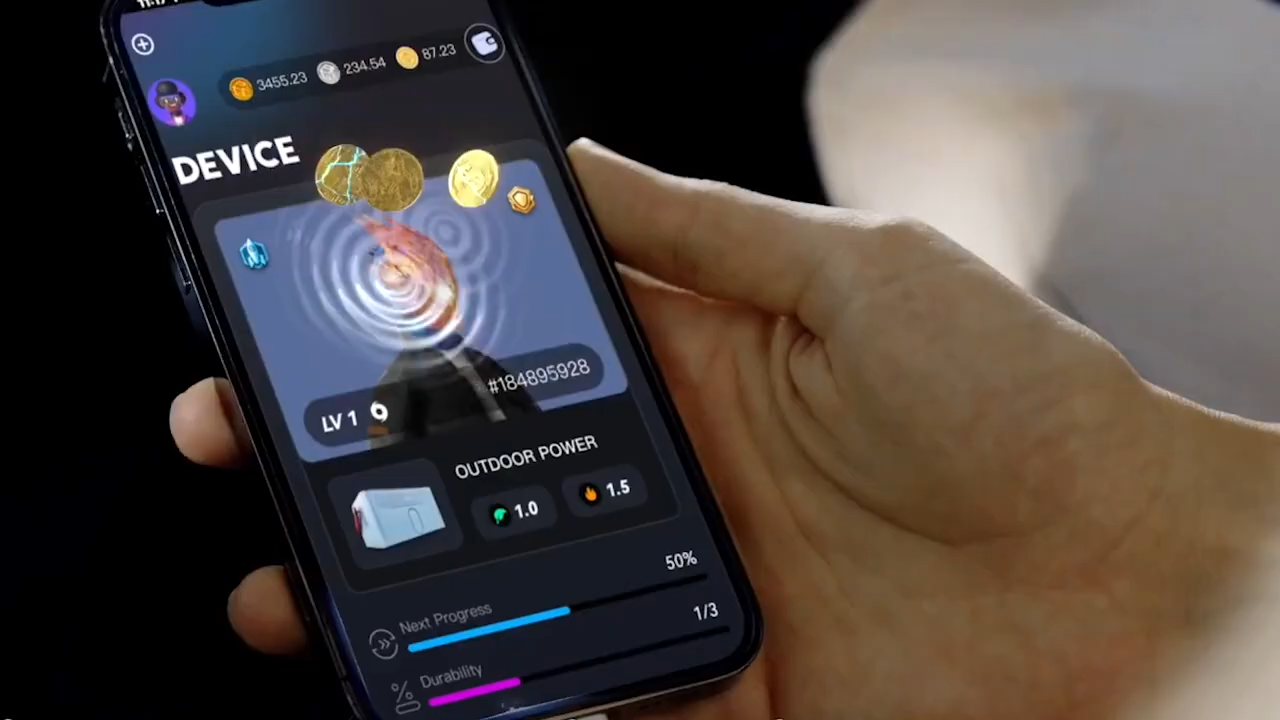 3455.23 234.54 87.23
DEVICE
LV 1 #184895928
OUTDOOR POWER
1.0 1.5
50%
Next Progress
1/3
Durability